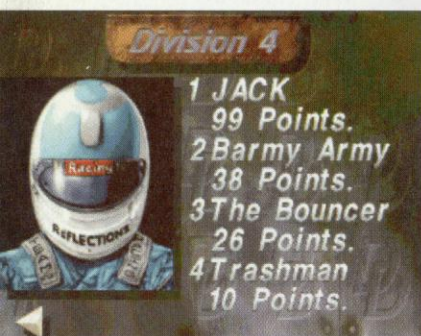 Division 4
1 JACK
99 Points.
2 Barmy Army
38 Points.
3 The Bouncer
26 Points.
4 Trashman
10 Points.
Racing
REFLECTIONS